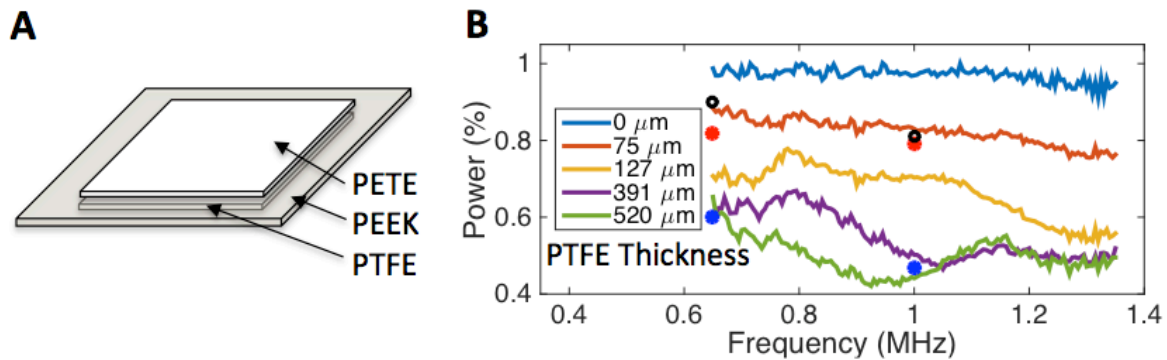 A
PETE
PEEK
PTFE
B
Power (%)
1
0.8
0.6
0.4
0 μm
75 μm
127 μm
391 μm
520 μm
PTFE Thickness
0.4 0.6 0.8 1 1.2 1.4
Frequency (MHz)